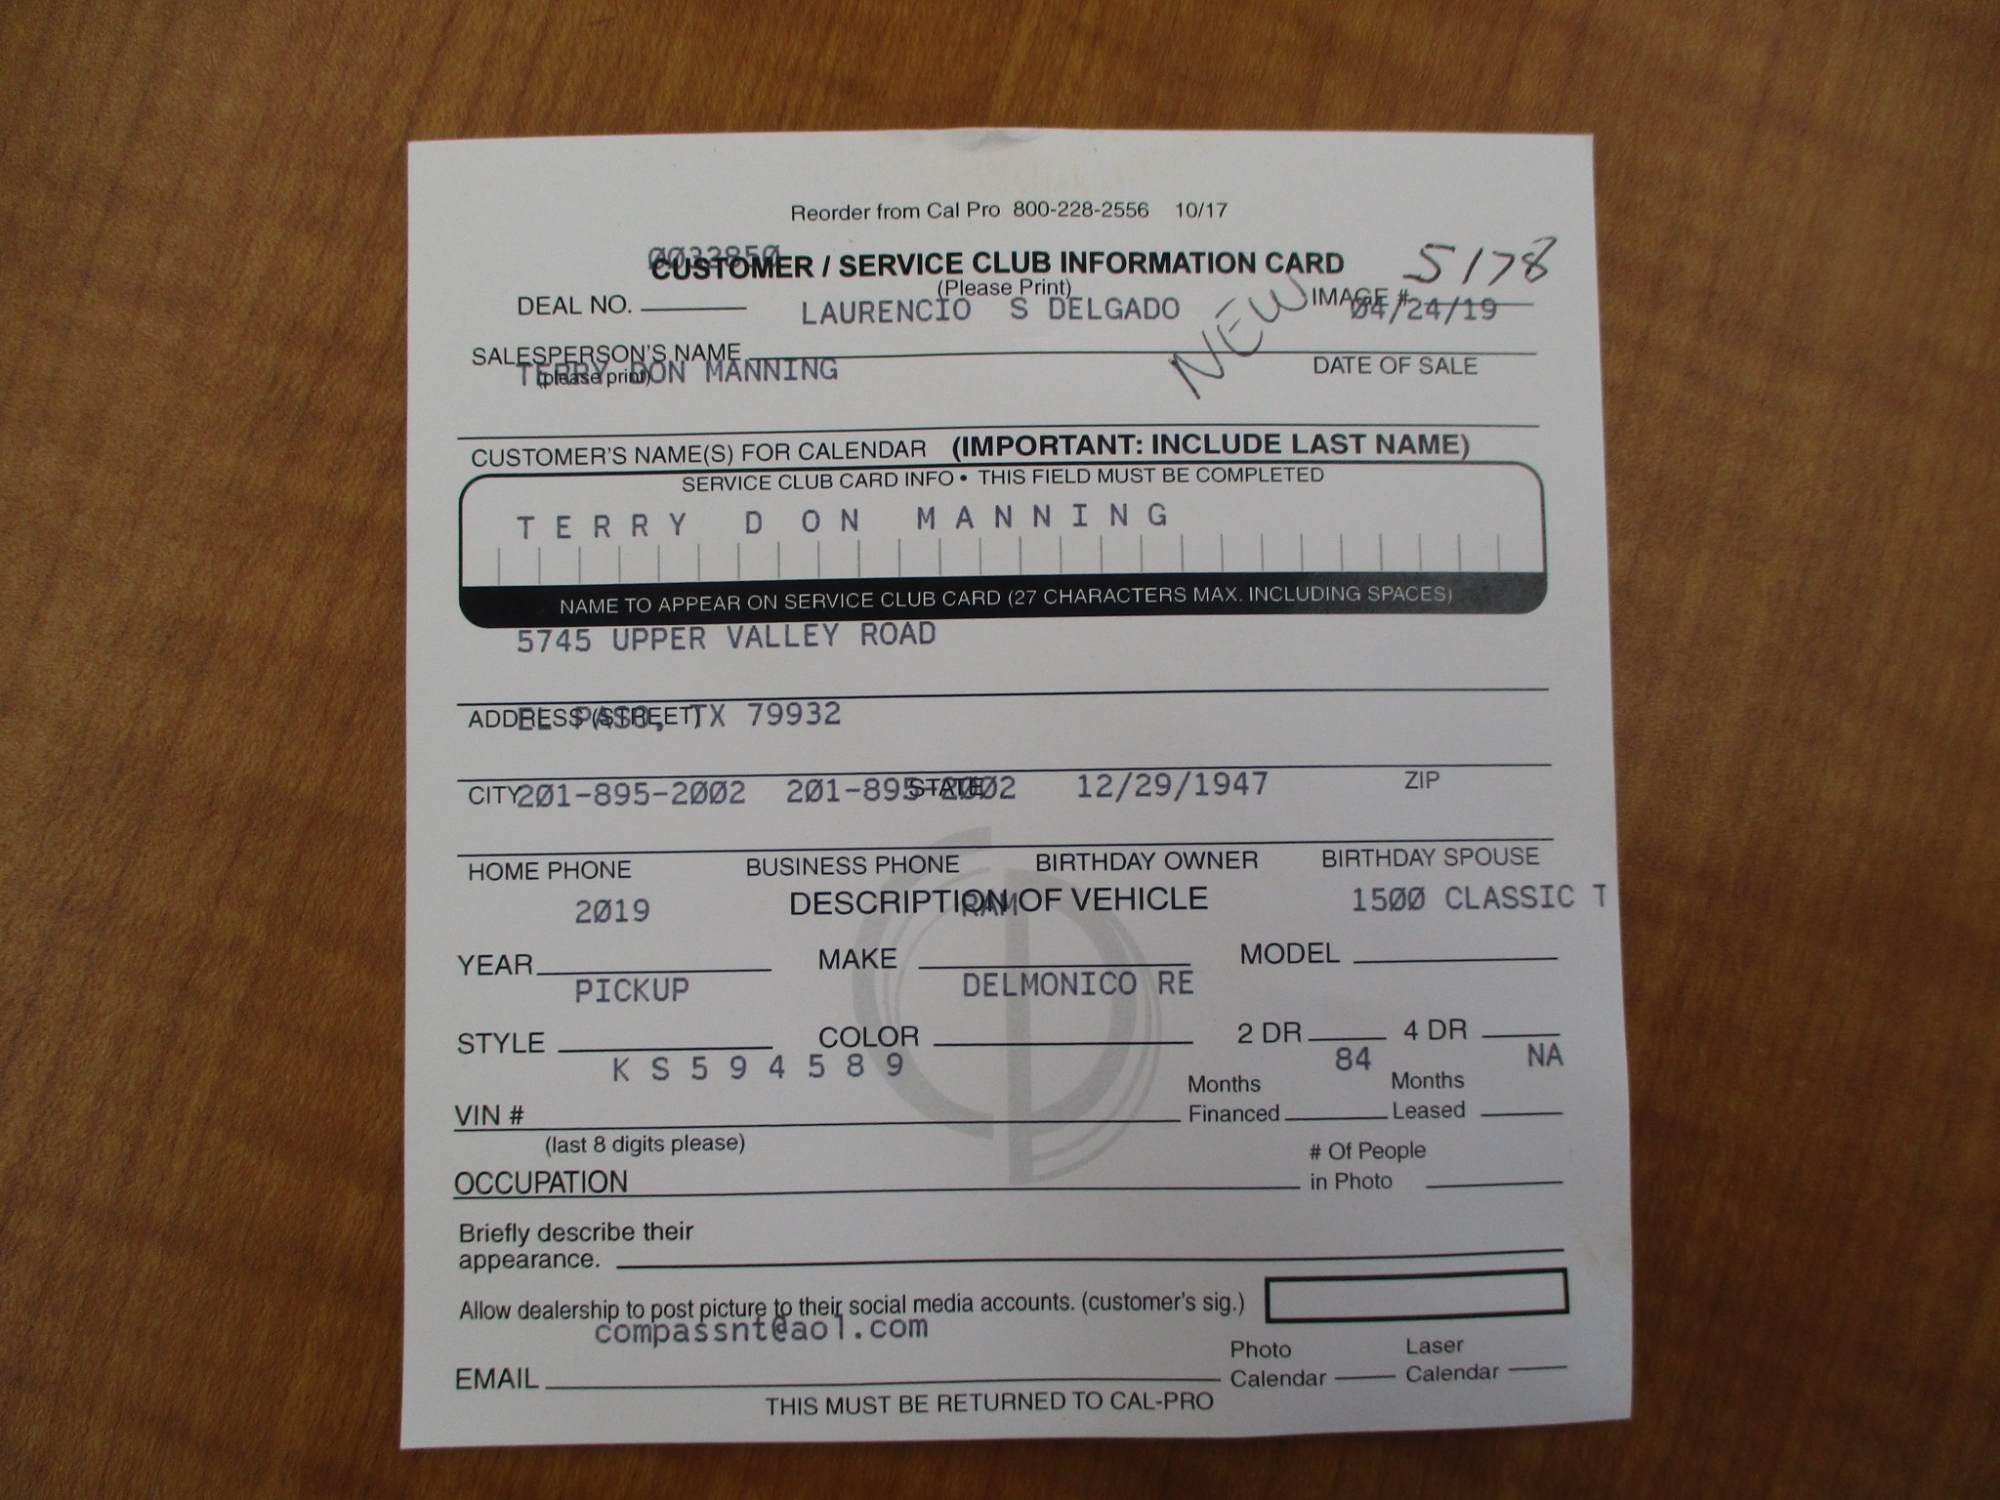 Reorder from Cal Pro 800-228-2556 10/17
0033850
CUSTOMER / SERVICE CLUB INFORMATION CARD 5178
(Please Print)
DEAL NO. LAURENCIO S DELGADO NEW IMAGE # 04/24/19
SALESPERSON'S NAME DATE OF SALE
(please print) TERRY DON MANNING
CUSTOMER'S NAME(S) FOR CALENDAR (IMPORTANT: INCLUDE LAST NAME)
SERVICE CLUB CARD INFO • THIS FIELD MUST BE COMPLETED
TERRY DON MANNING
NAME TO APPEAR ON SERVICE CLUB CARD (27 CHARACTERS MAX. INCLUDING SPACES)
5745 UPPER VALLEY ROAD
ADDRESS (STREET) EL PASO, TX 79932
CITY 201-895-2002 201-895-2002 STATE 12/29/1947 ZIP
HOME PHONE BUSINESS PHONE BIRTHDAY OWNER BIRTHDAY SPOUSE
2019 DESCRIPTION OF VEHICLE RAM 1500 CLASSIC T
YEAR MAKE MODEL
PICKUP DELMONICO RE
STYLE COLOR 2 DR 4 DR
KS594589 84 NA
VIN # Months Financed Months Leased
(last 8 digits please)
OCCUPATION # Of People in Photo
Briefly describe their
appearance.
Allow dealership to post picture to their social media accounts. (customer's sig.)
compassnt@aol.com
EMAIL Photo Calendar Laser Calendar
THIS MUST BE RETURNED TO CAL-PRO